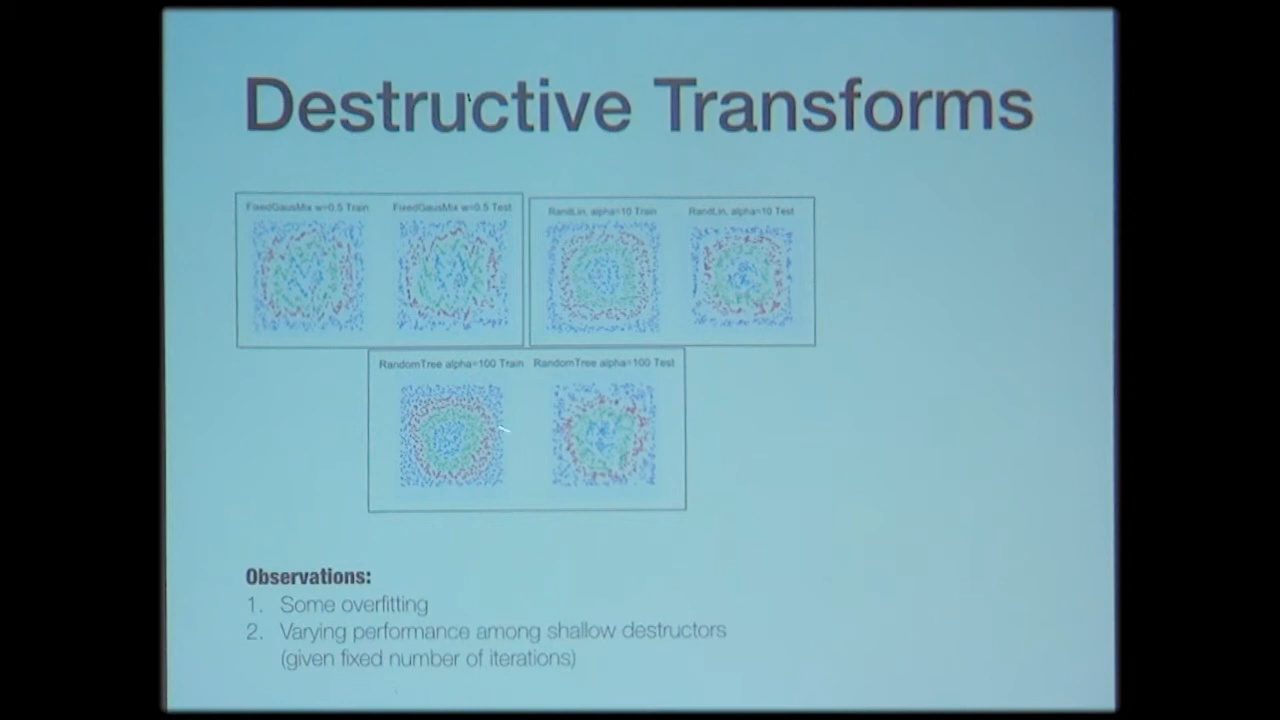 Destructive Transforms
FixedGausMix w=0.5 Train FixedGausMix w=0.5 Test
RandLin, alpha=10 Train RandLin, alpha=10 Test
RandomTree alpha=100 Train RandomTree alpha=100 Test
Observations:
1. Some overfitting
2. Varying performance among shallow destructors
(given fixed number of iterations)